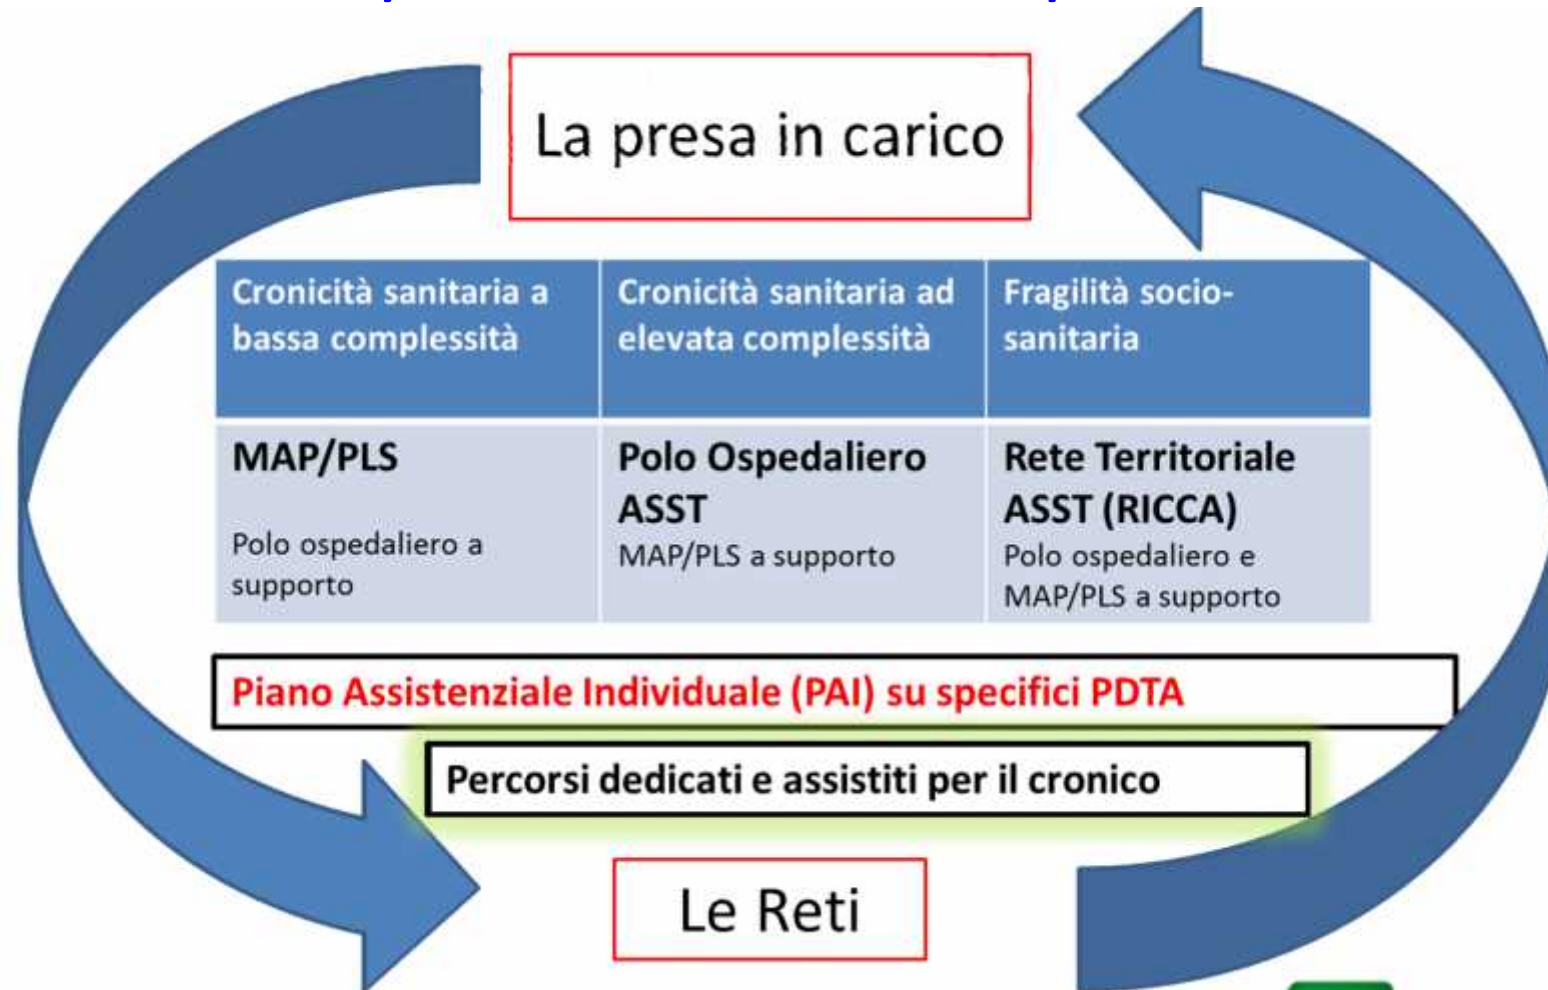 La presa in carico
Cronicità sanitaria a
bassa complessità
Cronicità sanitaria ad
elevata complessità
Fragilità socio-
sanitaria
MAP/PLS
Polo ospedaliero a
supporto
Polo Ospedaliero
ASST
MAP/PLS a supporto
Rete Territoriale
ASST (RICCA)
Polo ospedaliero e
MAP/PLS a supporto
Piano Assistenziale Individuale (PAI) su specifici PDTA
Percorsi dedicati e assistiti per il cronico
Le Reti